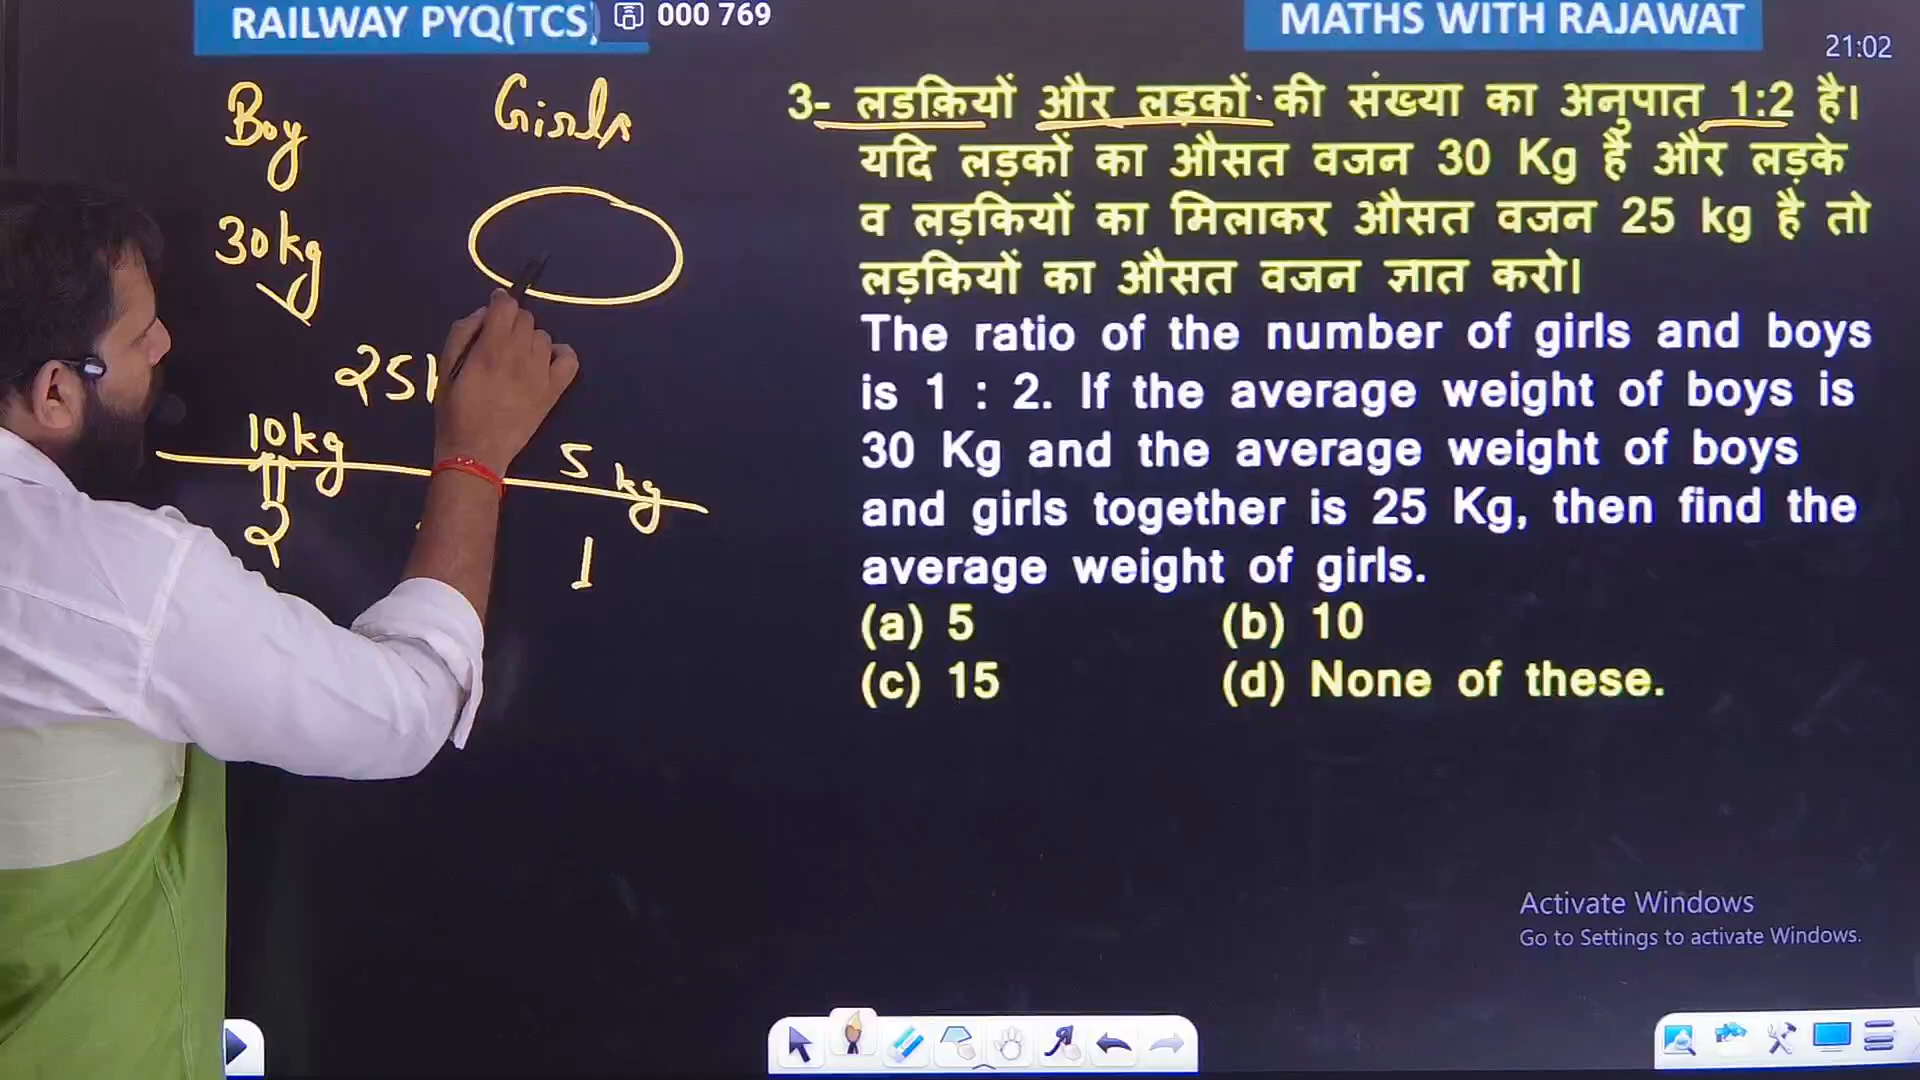 RAILWAY PYQ(TCS)
000 769
MATHS WITH RAJAWAT
21:02
Boy Girls
30kg
25
10kg 5 kg
2 1
3- लडकियों और लड़कों की संख्या का अनुपात 1:2 है।
यदि लड़कों का औसत वजन 30 Kg है और लड़के
व लड़कियों का मिलाकर औसत वजन 25 kg है तो
लड़कियों का औसत वजन ज्ञात करो।
The ratio of the number of girls and boys
is 1 : 2. If the average weight of boys is
30 Kg and the average weight of boys
and girls together is 25 Kg, then find the
average weight of girls.
(a) 5 (b) 10
(c) 15 (d) None of these.
Activate Windows
Go to Settings to activate Windows.